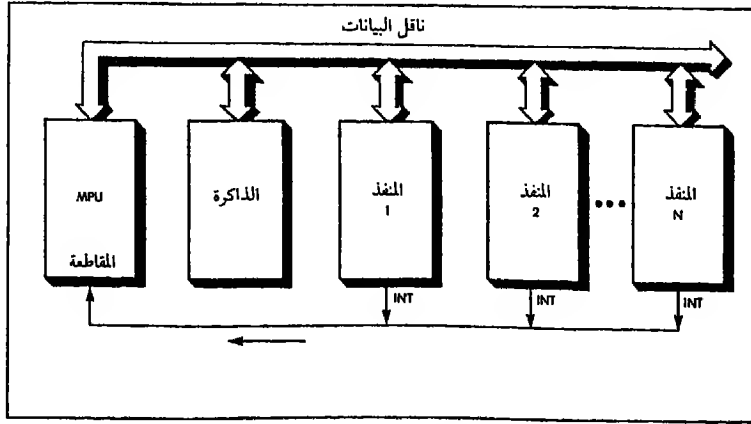 ناقل البيانات
MPU
المقاطعة
الذاكرة
المنفذ
1
INT
المنفذ
2
INT
المنفذ
N
INT